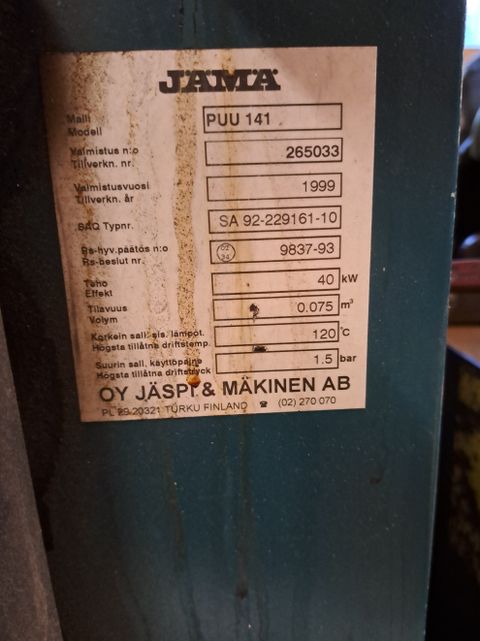 JÄMÄ
Malli
Modell
PUU 141
Valmistus n:o
Tillverkn. nr.
265033
Valmistusvuosi
Tillverkn. år
1999
SAQ Typnr.
SA 92-229161-10
Rs-hyv.päätös n:o
Rs-beslut nr.
02
34
9837-93
Teho
Effekt
40 kW
Tilavuus
Volym
0.075 m³
Korkein sall. sis. lämpöt.
Högsta tillåtna driftstemp.
120 °C
Suurin sall. käyttöpaine
Högsta tillåtna driftstryck
1.5 bar
OY JÄSPI & MÄKINEN AB
PL 29 20321 TURKU FINLAND ☎ (02) 270 070